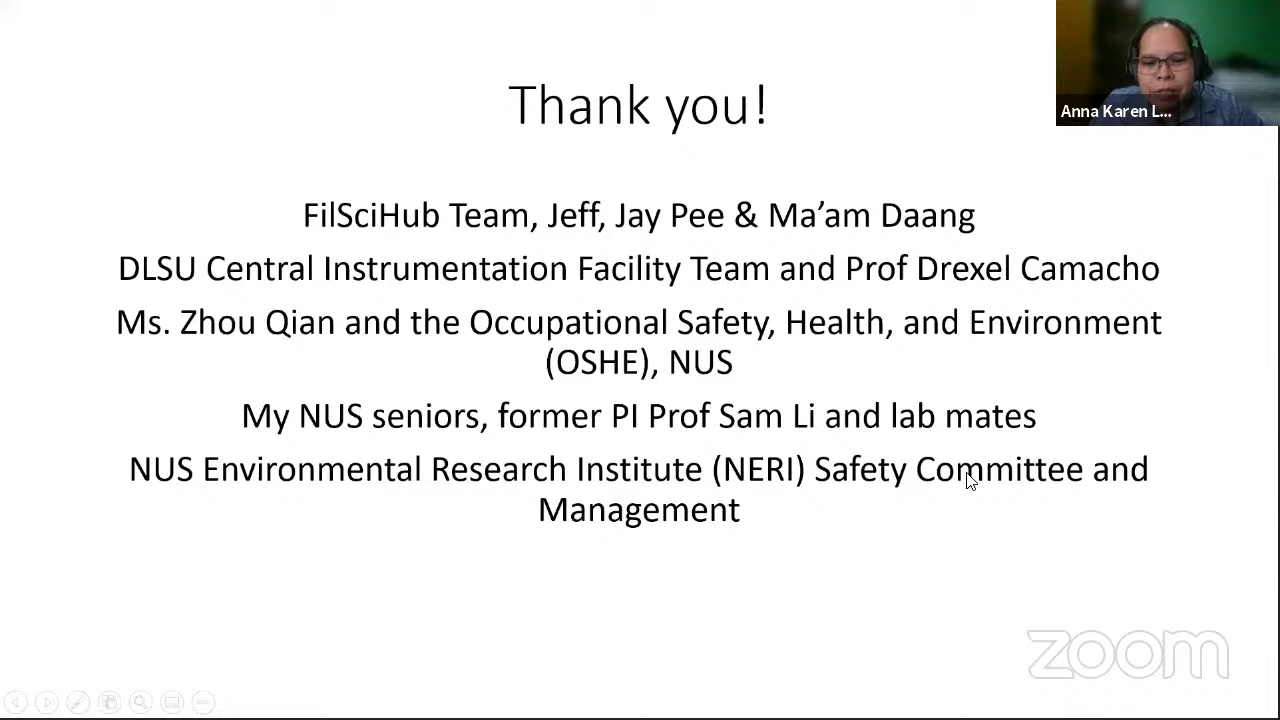 Thank you!
Anna Karen L...
FilSciHub Team, Jeff, Jay Pee & Ma’am Daang
DLSU Central Instrumentation Facility Team and Prof Drexel Camacho
Ms. Zhou Qian and the Occupational Safety, Health, and Environment
(OSHE), NUS
My NUS seniors, former PI Prof Sam Li and lab mates
NUS Environmental Research Institute (NERI) Safety Committee and
Management
zoom